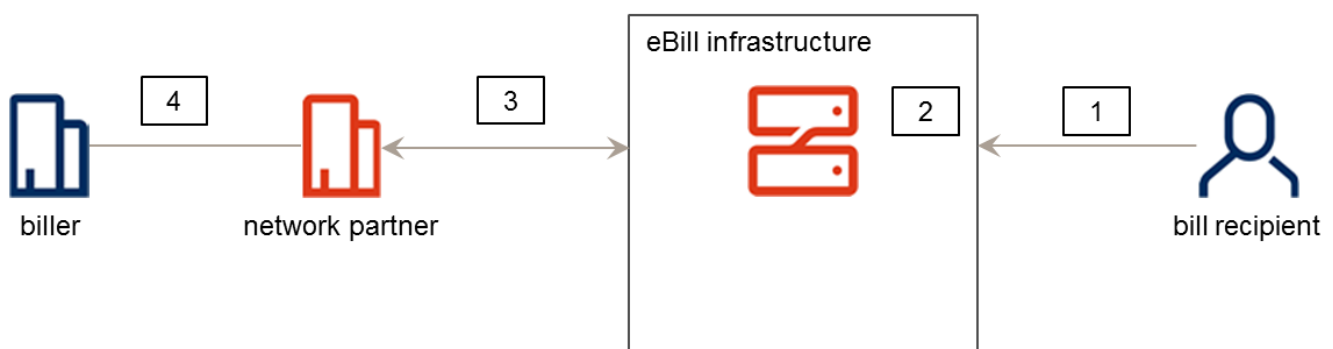 eBill infrastructure
4
3
2
1
biller
network partner
bill recipient